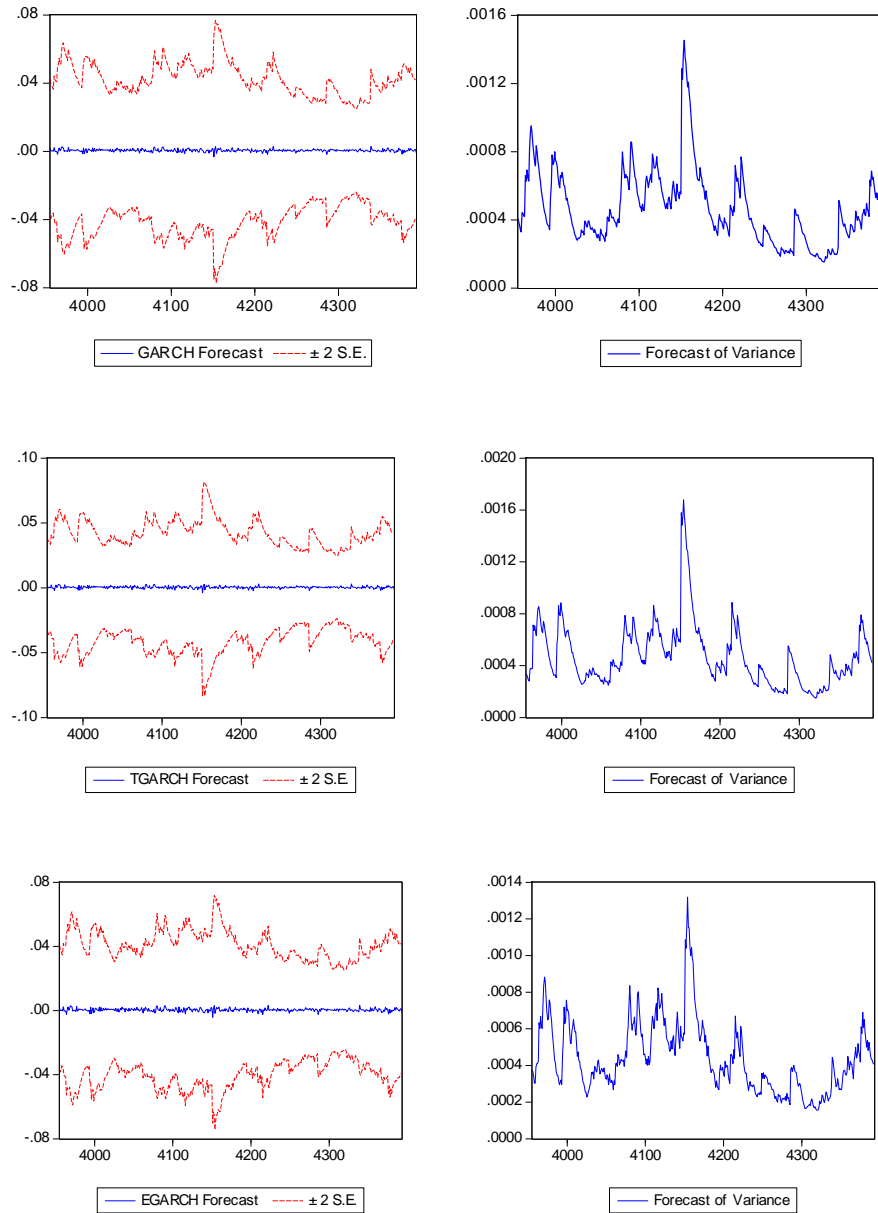 .08
.04
.00
-.04
-.08
4000 4100 4200 4300
GARCH Forecast ± 2 S.E.
.0016
.0012
.0008
.0004
.0000
4000 4100 4200 4300
Forecast of Variance
.10
.05
.00
-.05
-.10
4000 4100 4200 4300
TGARCH Forecast ± 2 S.E.
.0020
.0016
.0012
.0008
.0004
.0000
4000 4100 4200 4300
Forecast of Variance
.08
.04
.00
-.04
-.08
4000 4100 4200 4300
EGARCH Forecast ± 2 S.E.
.0014
.0012
.0010
.0008
.0006
.0004
.0002
.0000
4000 4100 4200 4300
Forecast of Variance